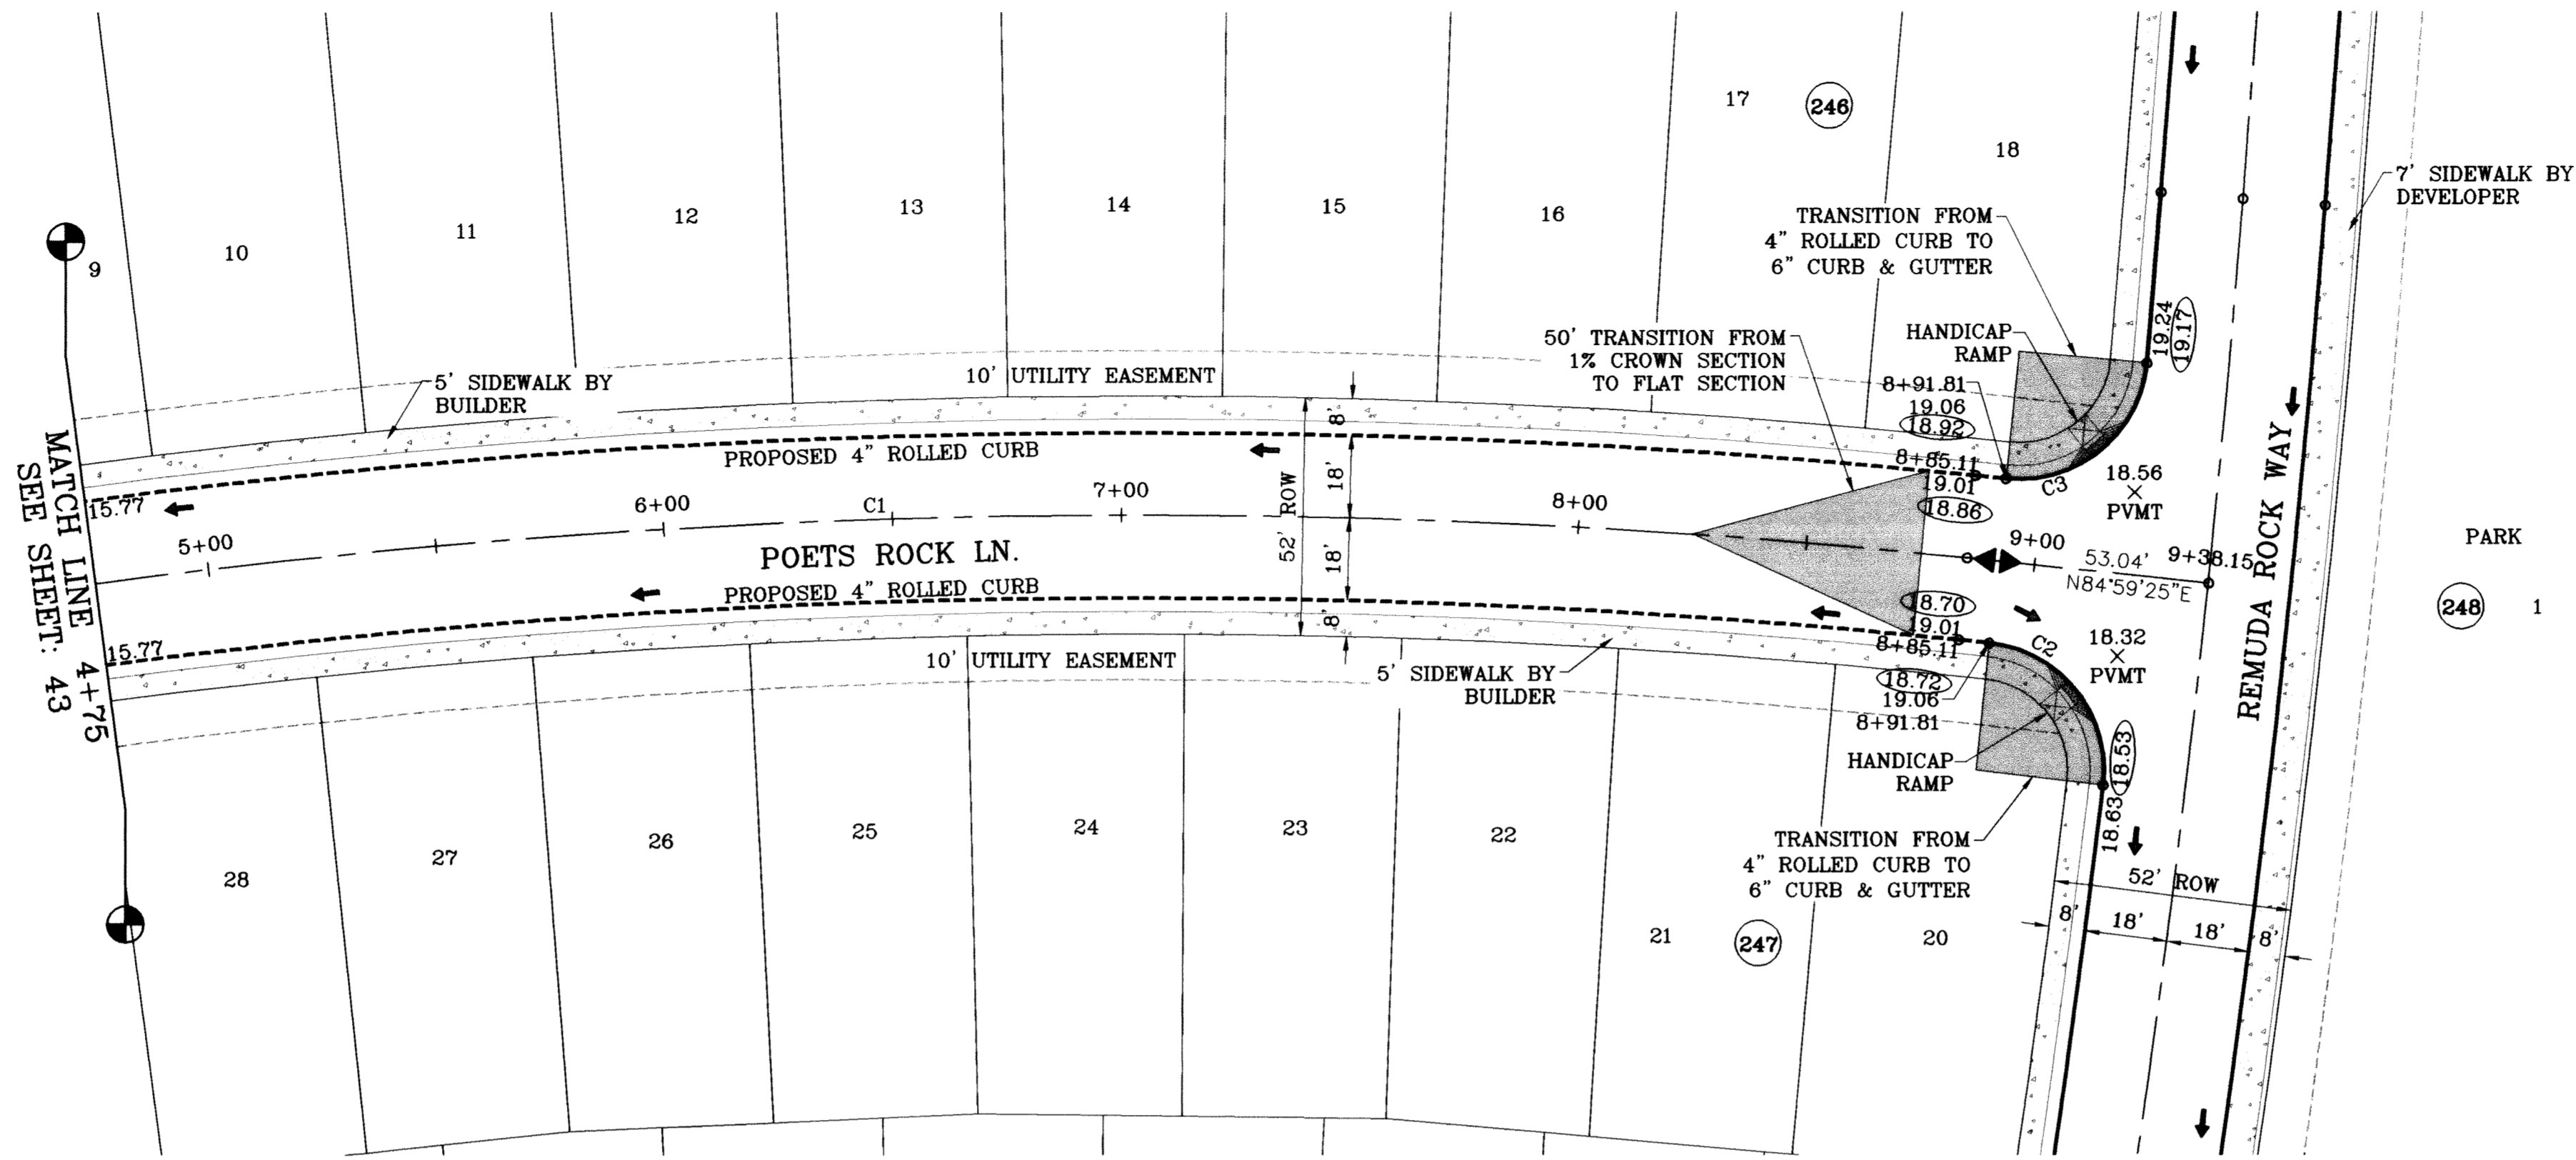 17
246
18
7' SIDEWALK BY
DEVELOPER
9
10
11
12
13
14
15
16
TRANSITION FROM
4" ROLLED CURB TO
6" CURB & GUTTER
50' TRANSITION FROM
1% CROWN SECTION
TO FLAT SECTION
HANDICAP
RAMP
19.24
19.17
5' SIDEWALK BY
BUILDER
10' UTILITY EASEMENT
8+91.81
19.06
18.92
8'
PROPOSED 4" ROLLED CURB
18'
8+85.11
19.01
18.86
C3
18.56
PVMT
MATCH LINE 4+75
SEE SHEET: 43
15.77
5+00
6+00
C1
7+00
52' ROW
8+00
9+00
53.04'
N84°59'25"E
9+38.15
REMUDA ROCK WAY
PARK
248
1
POETS ROCK LN.
PROPOSED 4" ROLLED CURB
18'
8'
18.70
19.01
8+85.11
C2
18.32
PVMT
15.77
10' UTILITY EASEMENT
5' SIDEWALK BY
BUILDER
18.72
19.06
8+91.81
HANDICAP
RAMP
18.53
18.63
TRANSITION FROM
4" ROLLED CURB TO
6" CURB & GUTTER
52' ROW
8'
18'
18'
8'
28
27
26
25
24
23
22
21
247
20